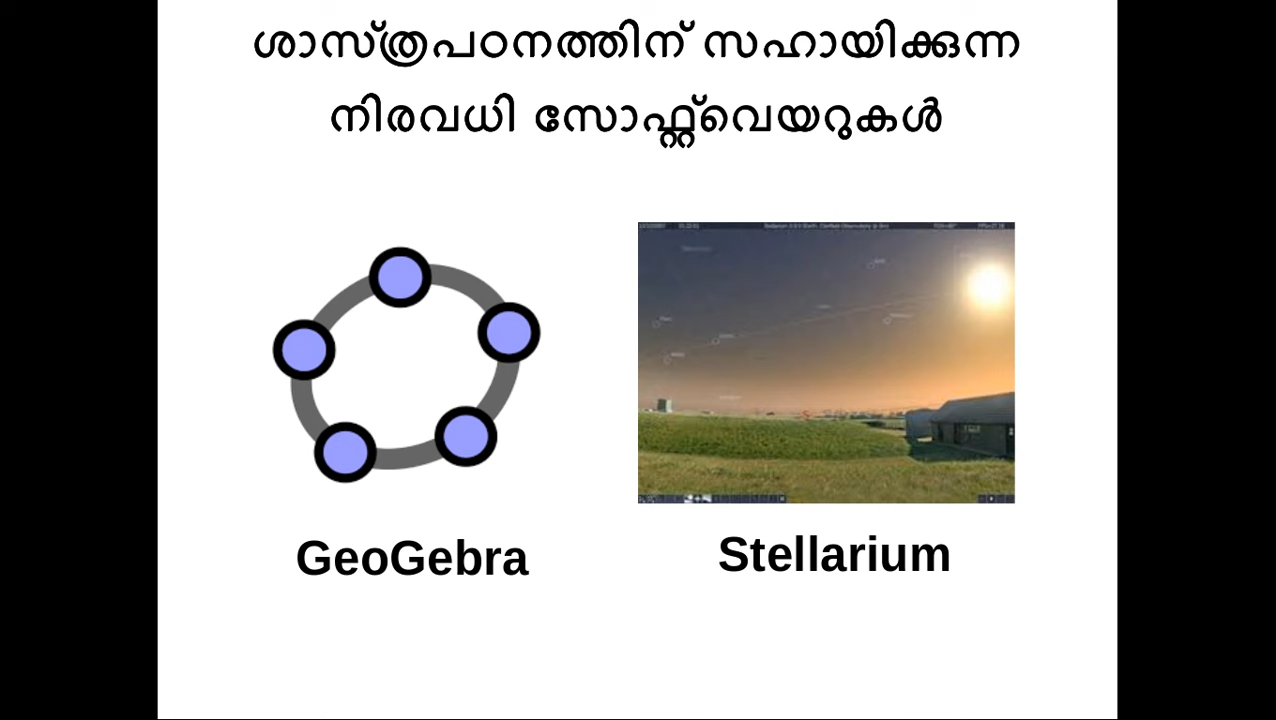 ശാസ്ത്രപഠനത്തിന് സഹായിക്കുന്ന
നിരവധി സോഫ്റ്റ്‌വെയറുകൾ
GeoGebra
Stellarium